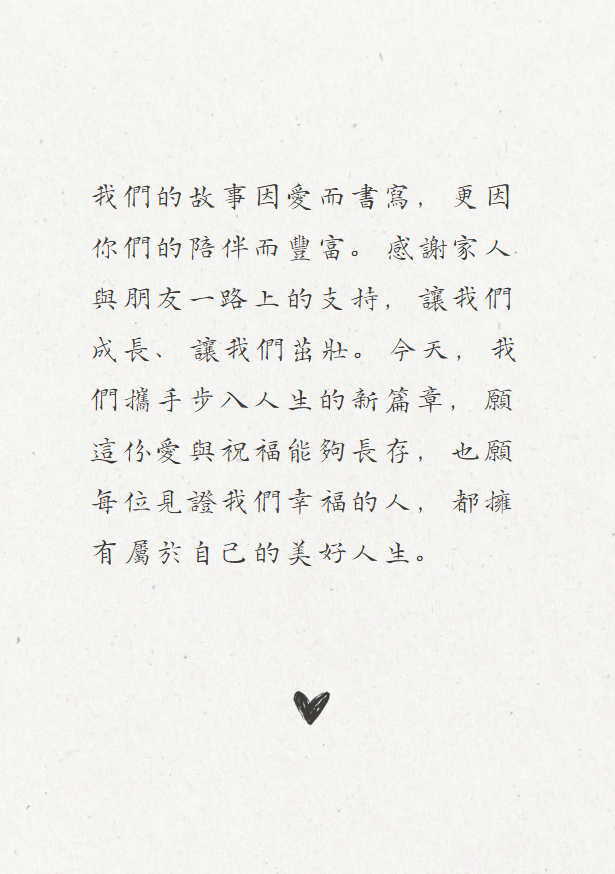 我們的故事因愛而書寫，更因
你們的陪伴而豐富。感謝家人
與朋友一路上的支持，讓我們
成長、讓我們茁壯。今天，我
們攜手步入人生的新篇章，願
這份愛與祝福能夠長存，也願
每位見證我們幸福的人，都擁
有屬於自己的美好人生。